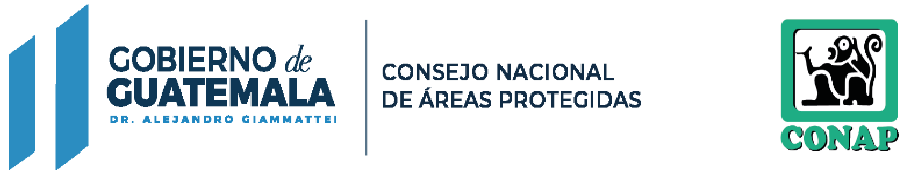 GOBIERNO de
GUATEMALA
DR. ALEJANDRO GIAMMATTEI
CONSEJO NACIONAL
DE ÁREAS PROTEGIDAS
CONAP